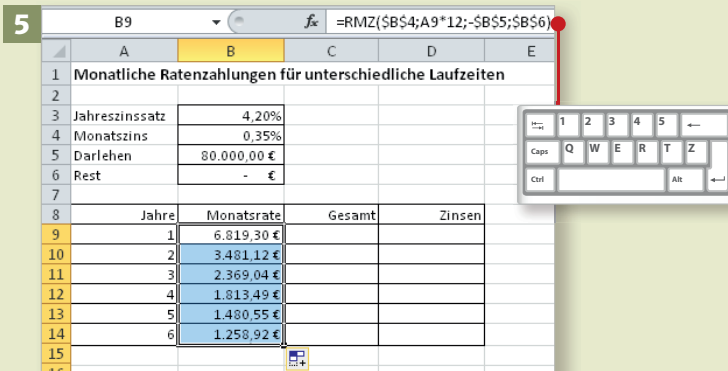 5
B9 fx =RMZ($B$4;A9*12;-$B$5;$B$6)
A B C D E
1 Monatliche Ratenzahlungen für unterschiedliche Laufzeiten
2
3 Jahreszinssatz 4,20%
4 Monatszins 0,35%
5 Darlehen 80.000,00 €
6 Rest - €
7
8 Jahre Monatsrate Gesamt Zinsen
9 1 6.819,30 €
10 2 3.481,12 €
11 3 2.369,04 €
12 4 1.813,49 €
13 5 1.480,55 €
14 6 1.258,92 €
15
16
1 2 3 4 5
Caps Q W E R T Z
Ctrl Alt